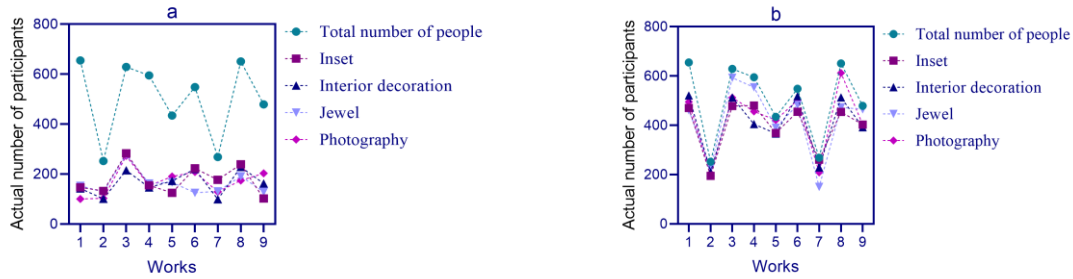 a
Actual number of participants
800
600
400
200
0
1 2 3 4 5 6 7 8 9
Works
Total number of people
Inset
Interior decoration
Jewel
Photography
b
Actual number of participants
800
600
400
200
0
1 2 3 4 5 6 7 8 9
Works
Total number of people
Inset
Interior decoration
Jewel
Photography